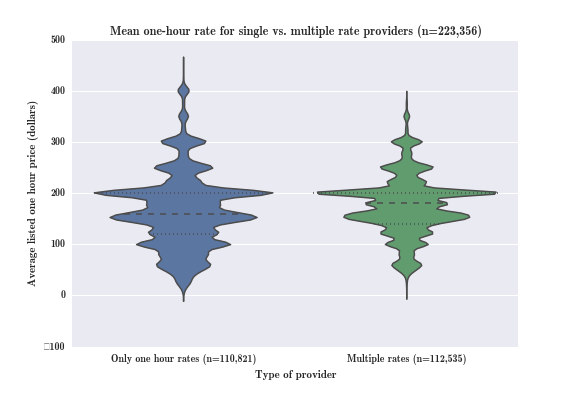 Mean one-hour rate for single vs. multiple rate providers (n=223,356)
500
400
300
200
100
0
□100
Average listed one hour price (dollars)
Only one hour rates (n=110,821)
Multiple rates (n=112,535)
Type of provider